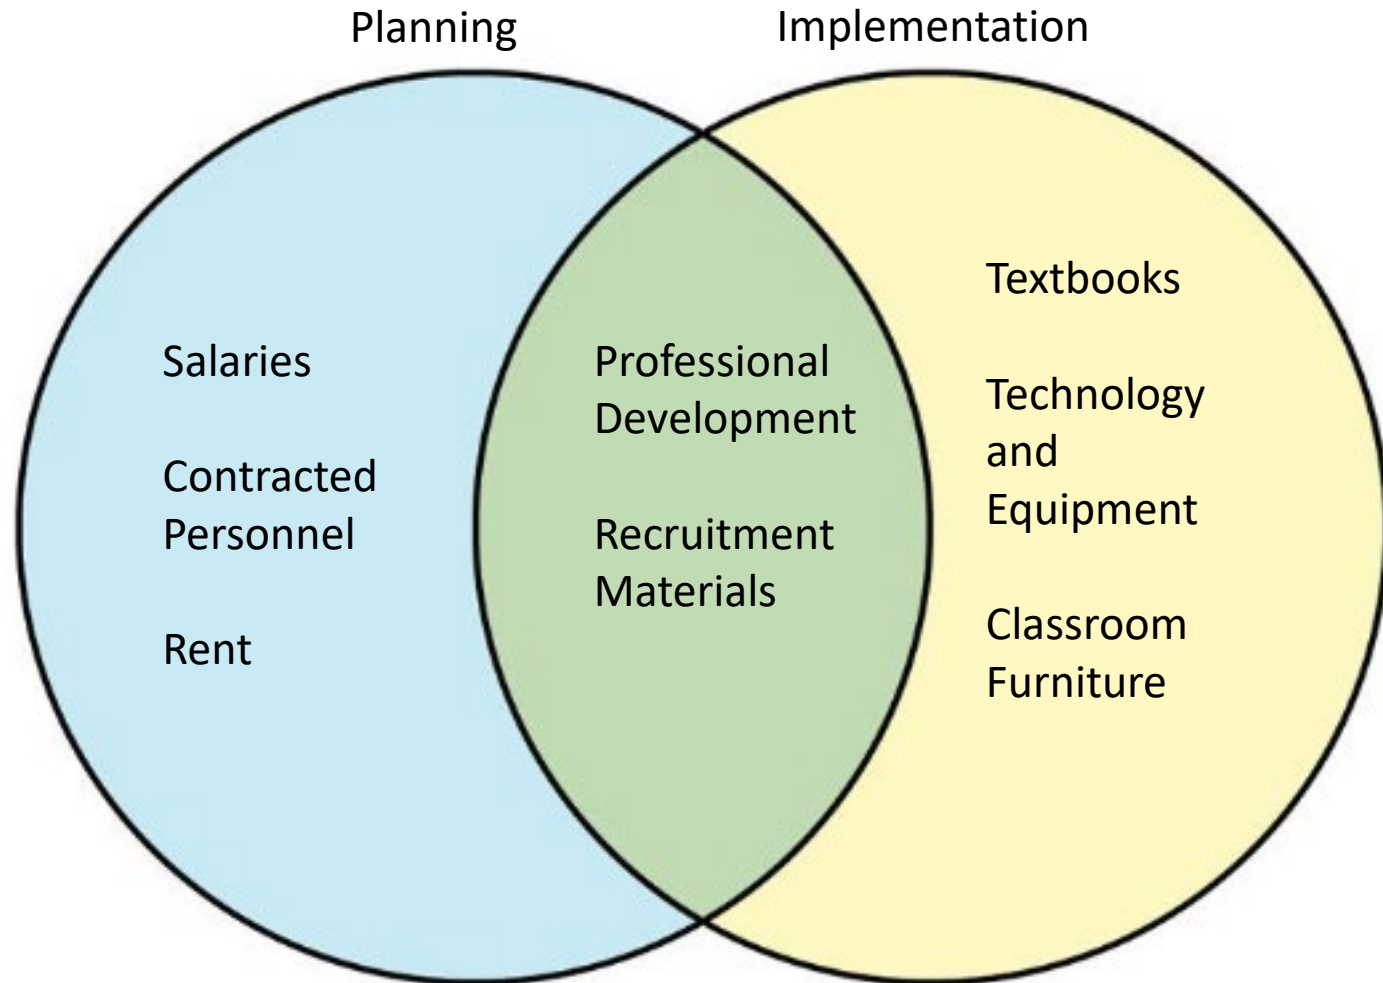 Planning
Implementation
Salaries
Contracted
Personnel
Rent
Professional
Development
Recruitment
Materials
Textbooks
Technology
and
Equipment
Classroom
Furniture